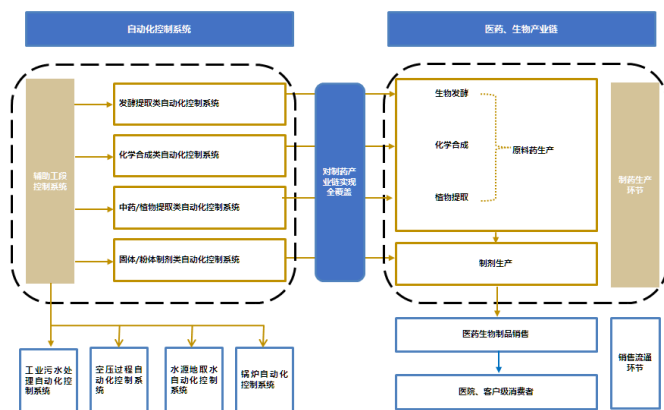 自动化控制系统
医药、生物产业链
辅助工段
控制系统
发酵提取类自动化控制系统
化学合成类自动化控制系统
中药/植物提取类自动化控制系统
固体/粉体制剂类自动化控制系统
对制药产
业链实现
全覆盖
生物发酵
化学合成
植物提取
原料药生产
制剂生产
制药生产
环节
工业污水处
理自动化控
制系统
空压过程自
动化控制系
统
水源地取水
自动化控制
系统
锅炉自动化
控制系统
医药生物制品销售
医院、客户级消费者
销售流通
环节